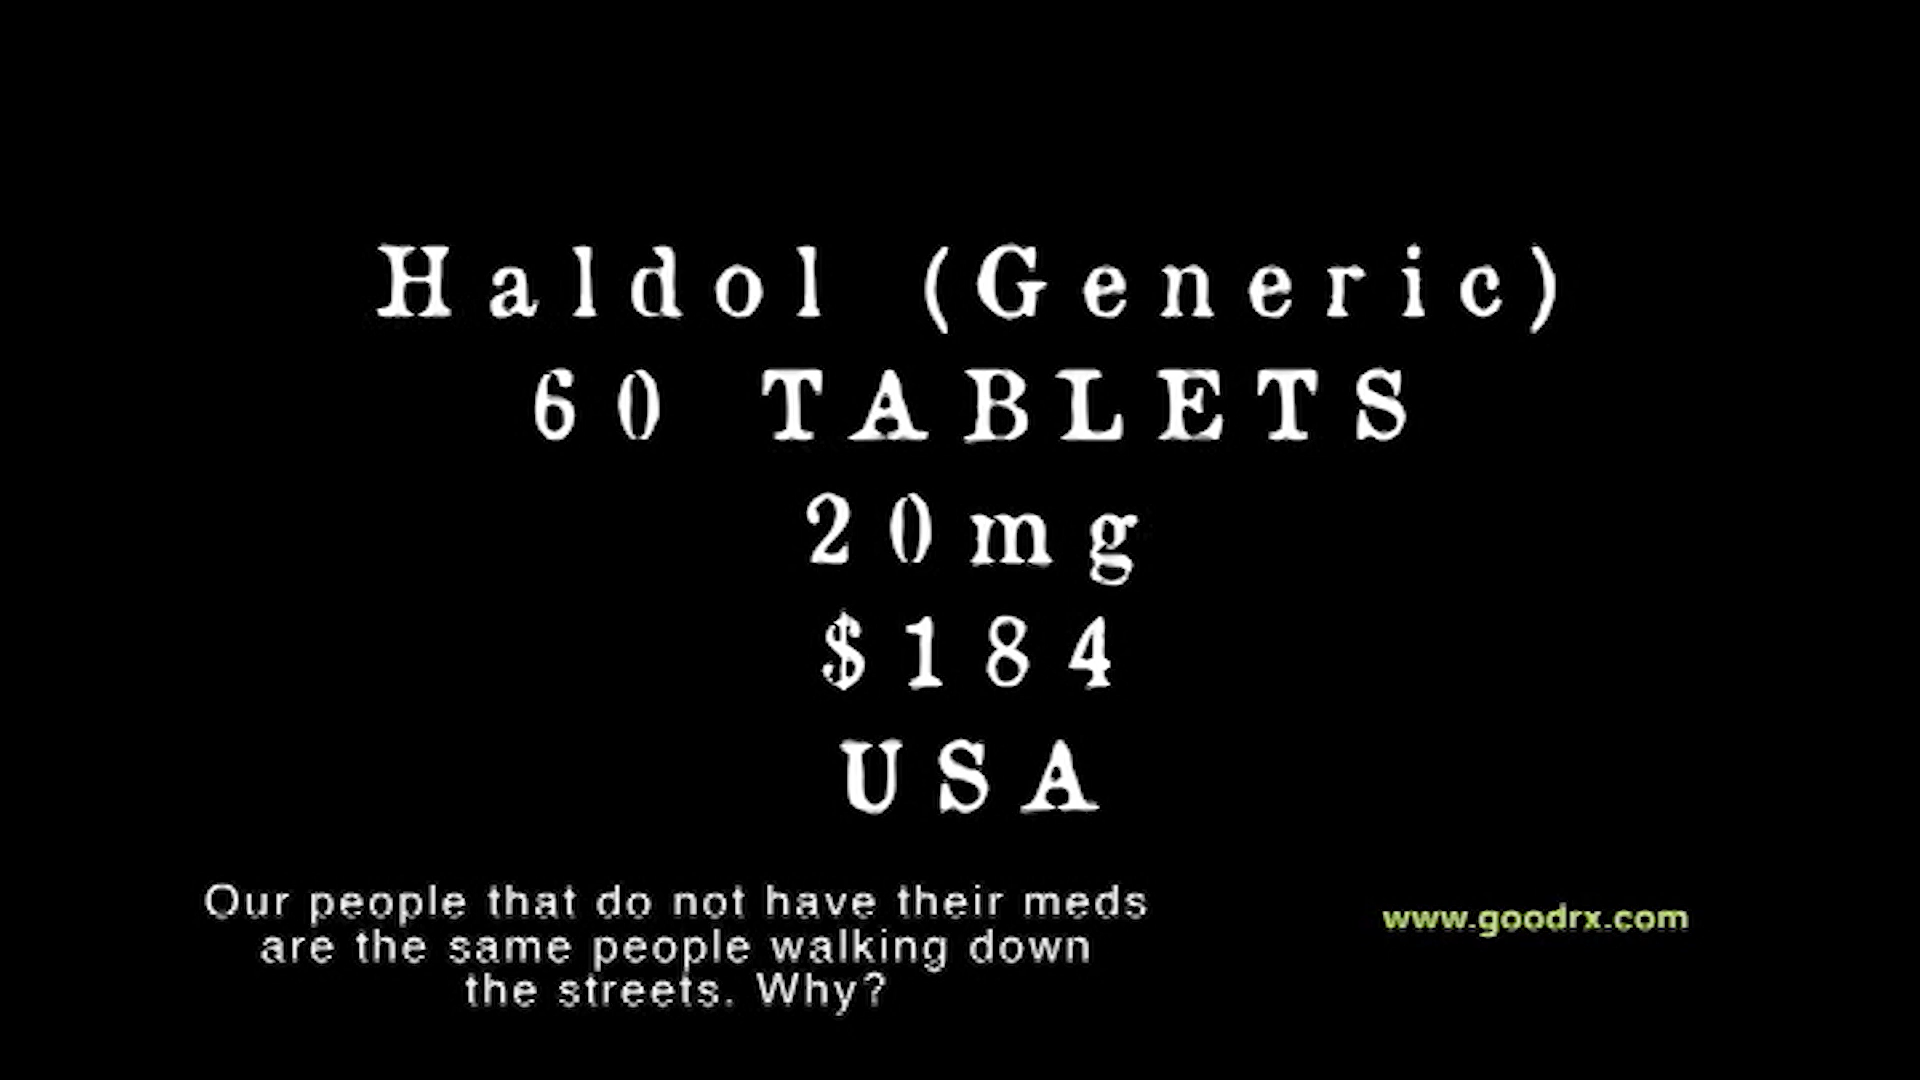 Haldol (Generic)
60 TABLETS
20mg
$184
USA
Our people that do not have their meds
are the same people walking down
the streets. Why?
www.goodrx.com